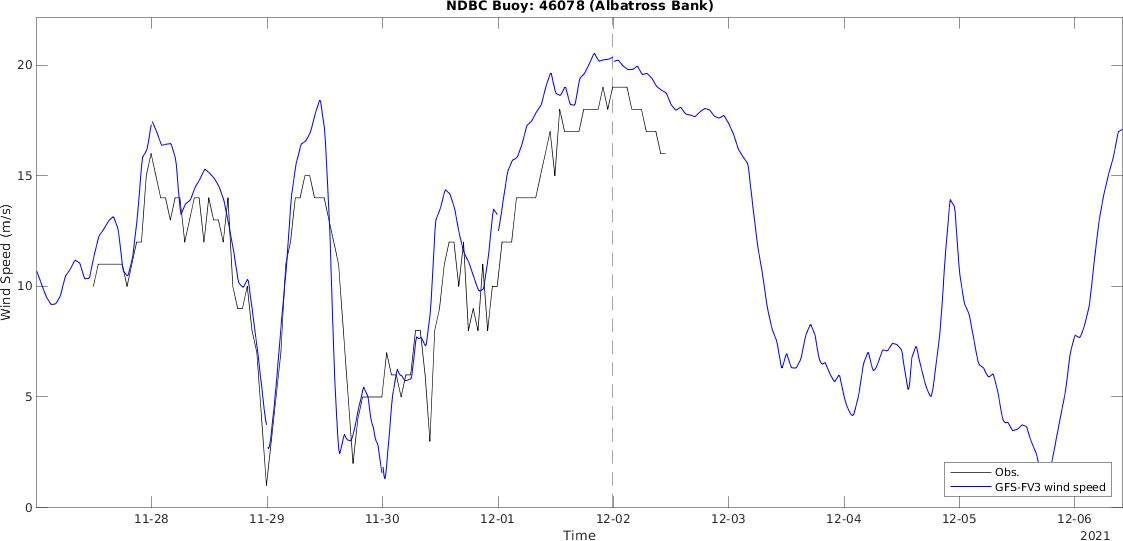 NDBC Buoy: 46078 (Albatross Bank)
Wind Speed (m/s)
20
15
10
5
0
11-28 11-29 11-30 12-01 12-02 12-03 12-04 12-05 12-06
Time
2021
Obs.
GFS-FV3 wind speed